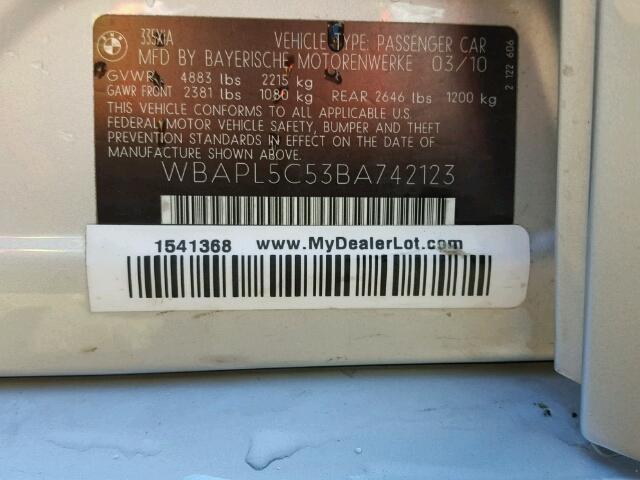 335XIA VEHICLE TYPE: PASSENGER CAR
MFD BY BAYERISCHE MOTORENWERKE 03/10
GVWR 4883 lbs 2215 kg
GAWR FRONT 2381 lbs 1080 kg REAR 2646 lbs 1200 kg
THIS VEHICLE CONFORMS TO ALL APPLICABLE U.S.
FEDERAL MOTOR VEHICLE SAFETY, BUMPER AND THEFT
PREVENTION STANDARDS IN EFFECT ON THE DATE OF
MANUFACTURE SHOWN ABOVE.
WBAPL5C53BA742123
2 122 606
1541368 www.MyDealerLot.com